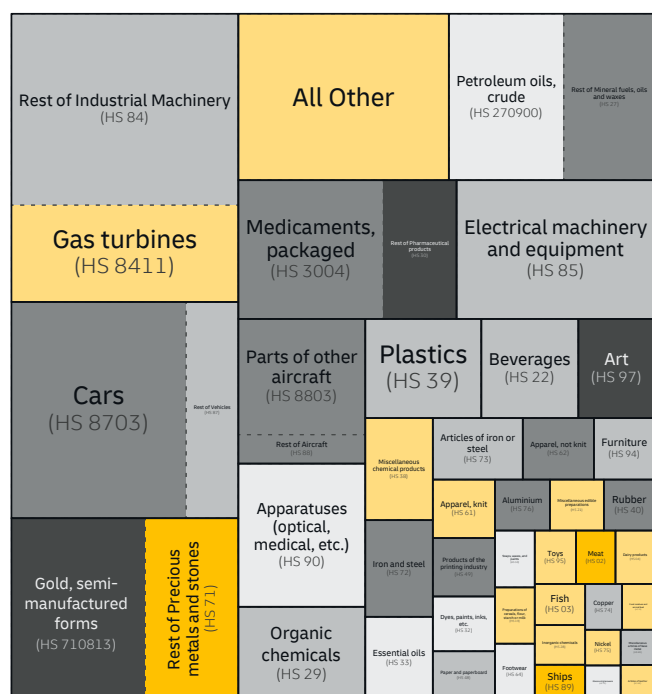 Rest of Industrial Machinery
(HS 84)
Gas turbines
(HS 8411)
Cars
(HS 8703)
Rest of Vehicles
(HS 87)
Gold, semi-
manufactured
forms
(HS 710813)
Rest of Precious
metals and stones
(HS 71)
All Other
Petroleum oils,
crude
(HS 270900)
Rest of Mineral fuels, oils
and waxes
(HS 27)
Medicaments,
packaged
(HS 3004)
Rest of Pharmaceutical
products
(HS 30)
Electrical machinery
and equipment
(HS 85)
Parts of other
aircraft
(HS 8803)
Rest of Aircraft
(HS 88)
Apparatuses
(optical,
medical, etc.)
(HS 90)
Organic
chemicals
(HS 29)
Plastics
(HS 39)
Beverages
(HS 22)
Art
(HS 97)
Miscellaneous
chemical products
(HS 38)
Iron and steel
(HS 72)
Essential oils
(HS 33)
Articles of iron or
steel
(HS 73)
Apparel, not knit
(HS 62)
Furniture
(HS 94)
Apparel, knit
(HS 61)
Aluminium
(HS 76)
Miscellaneous edible
preparations
Rubber
(HS 40)
Products of the
printing industry
(HS 49)
Dyes, paints, inks,
etc.
(HS 32)
Paper and paperboard
(HS 48)
Footwear
(HS 64)
Toys
(HS 95)
Meat
(HS 02)
Dairy products
Fish
(HS 03)
Copper
(HS 74)
Inorganic chemicals
(HS 28)
Nickel
(HS 75)
Ships
(HS 89)